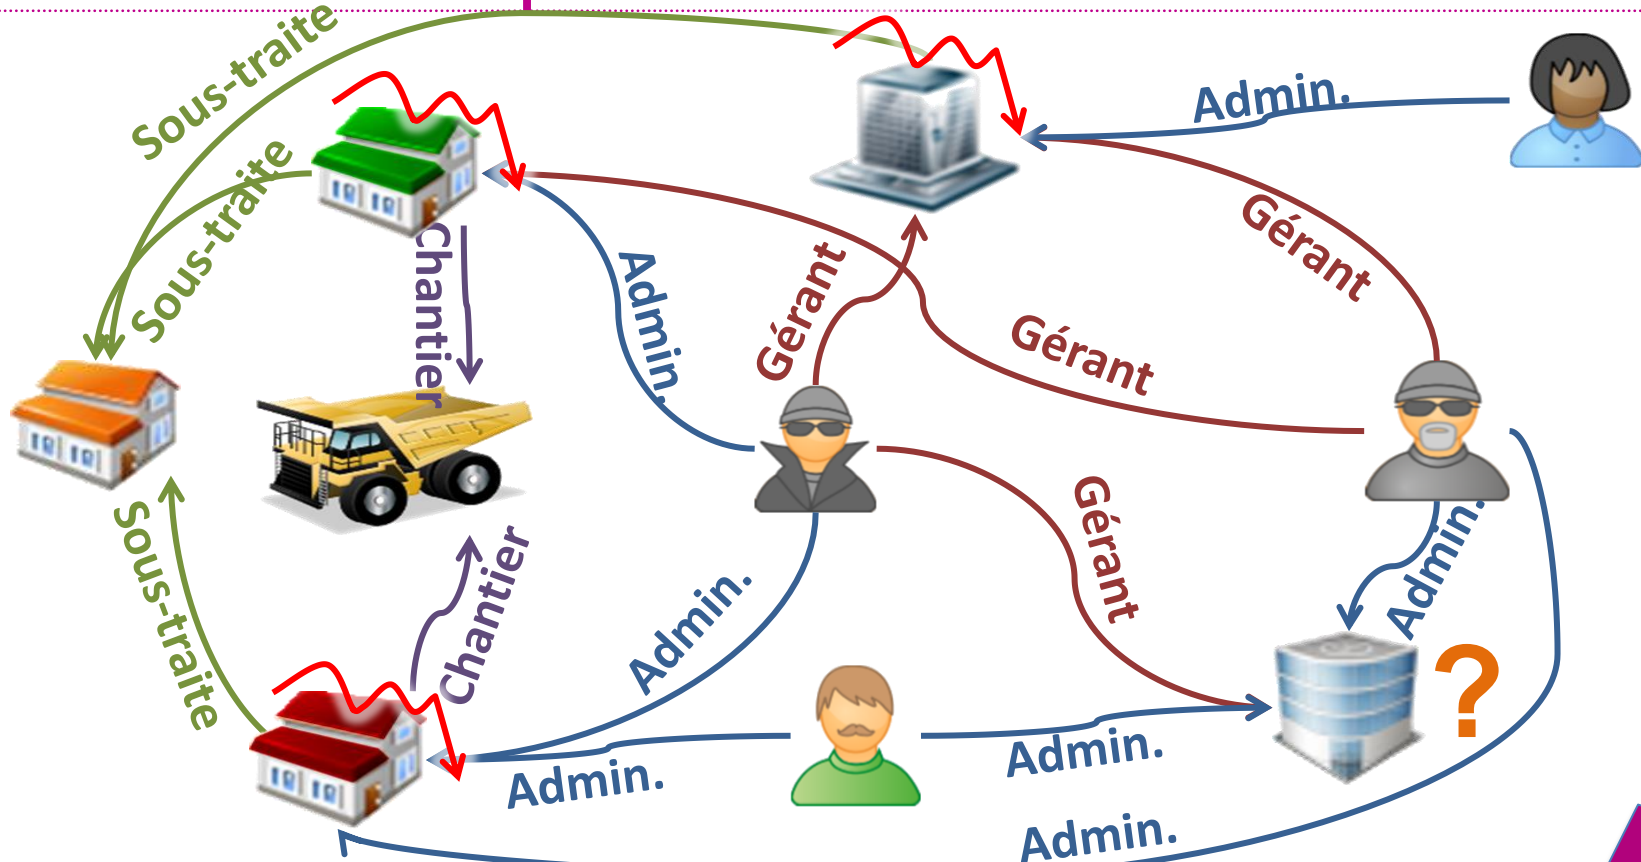 Sous-traite
Admin.
Sous-traite
Gérant
Chantier
Admin.
Gérant
Gérant
Sous-traite
Gérant
Chantier
Admin.
Admin.
?
Admin.
Admin.
Admin.